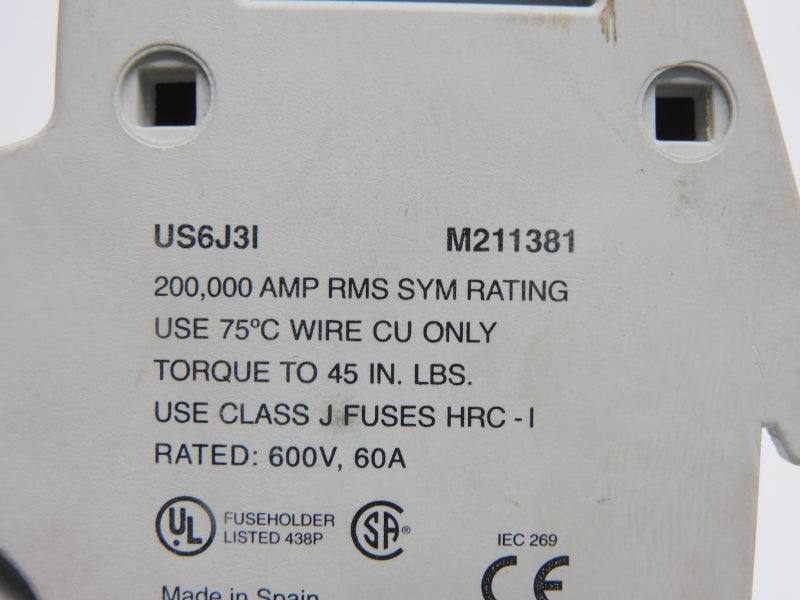 US6J3I M211381
200,000 AMP RMS SYM RATING
USE 75ºC WIRE CU ONLY
TORQUE TO 45 IN. LBS.
USE CLASS J FUSES HRC - I
RATED: 600V, 60A
UL FUSEHOLDER
LISTED 438P
SA®
IEC 269
CE
Made in Spain